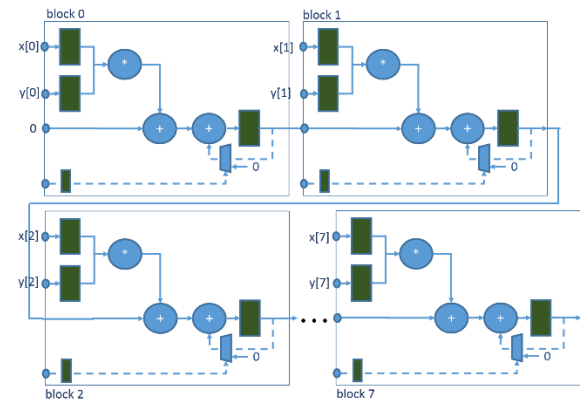 block 0
x[0]
*
y[0]
0
+
+
0
block 1
x[1]
*
y[1]
+
+
0
x[2]
*
y[2]
+
+
0
block 2
...
x[7]
*
y[7]
+
+
0
block 7